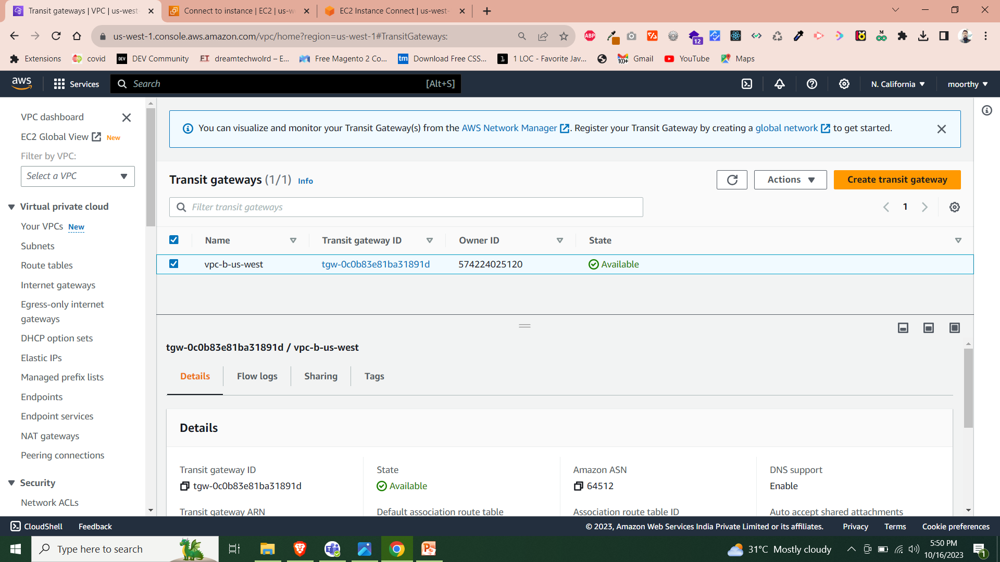 Transit gateways | VPC | us-west-
Connect to instance | EC2 | us-w
EC2 Instance Connect | us-west-
us-west-1.console.aws.amazon.com/vpc/home?region=us-west-1#TransitGateways:
ABP
12
M
Extensions
covid
DEV
DEV Community
FI
dreamtechwolrd – E...
Free Magento 2 Co...
tm
Download Free CSS...
1
1 LOC - Favorite Jav...
100+
Gmail
YouTube
Maps
aws
Services
Search
[Alt+S]
N. California
moorthy
VPC dashboard
EC2 Global View
New
Filter by VPC:
Select a VPC
Virtual private cloud
Your VPCs New
Subnets
Route tables
Internet gateways
Egress-only internet
gateways
DHCP option sets
Elastic IPs
Managed prefix lists
Endpoints
Endpoint services
NAT gateways
Peering connections
Security
Network ACLs
You can visualize and monitor your Transit Gateway(s) from the AWS Network Manager. Register your Transit Gateway by creating a global network to get started.
Transit gateways (1/1) Info
Actions
Create transit gateway
Filter transit gateways
1
Name
Transit gateway ID
Owner ID
State
vpc-b-us-west
tgw-0c0b83e81ba31891d
574224025120
Available
tgw-0c0b83e81ba31891d / vpc-b-us-west
Details
Flow logs
Sharing
Tags
Details
Transit gateway ID
State
Amazon ASN
DNS support
tgw-0c0b83e81ba31891d
Available
64512
Enable
Transit gateway ARN
Default association route table
Association route table ID
Auto accept shared attachments
CloudShell
Feedback
© 2023, Amazon Web Services India Private Limited or its affiliates.
Privacy
Terms
Cookie preferences
Type here to search
31°C Mostly cloudy
5:50 PM
10/16/2023
1